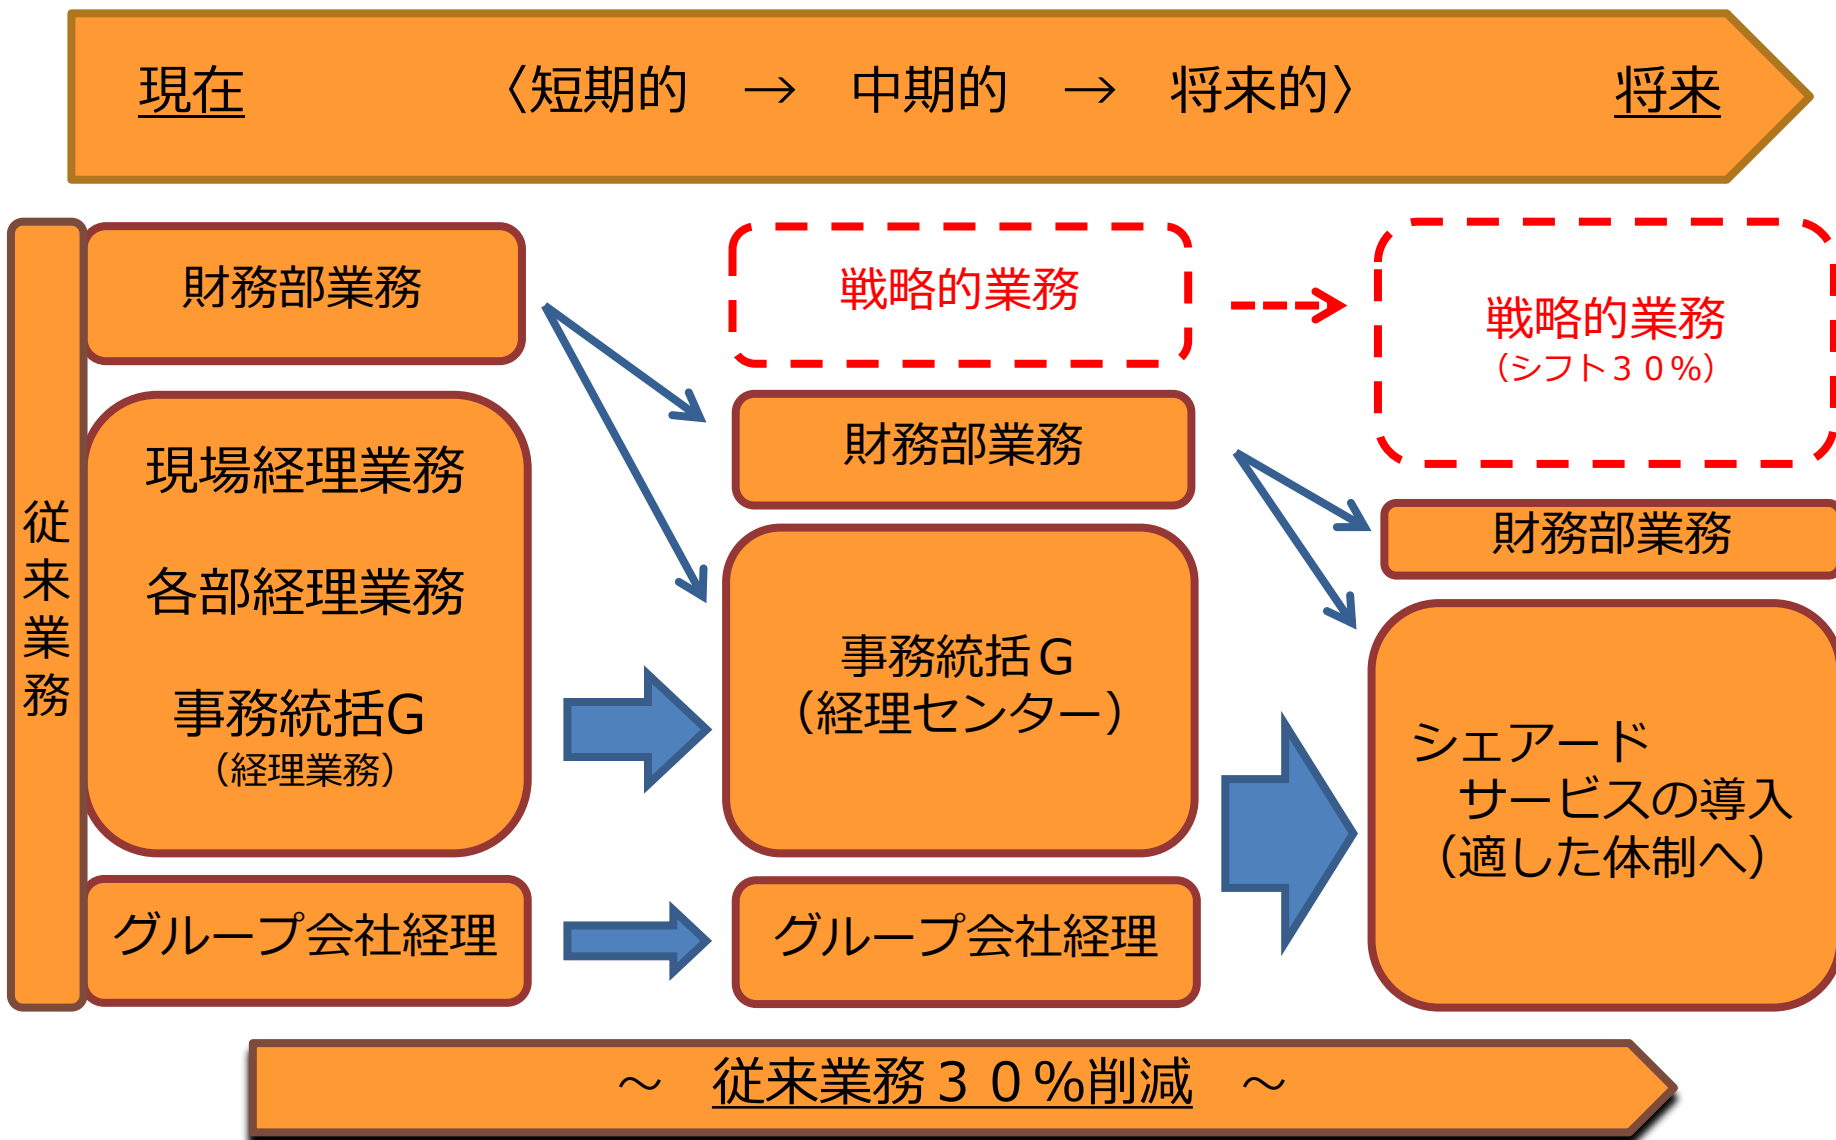 現在　〈短期的　→　中期的　→　将来的〉　将来
従来業務
財務部業務
現場経理業務
各部経理業務
事務統括G
（経理業務）
グループ会社経理
戦略的業務
財務部業務
事務統括Ｇ
（経理センター）
グループ会社経理
戦略的業務
（シフト３０％）
財務部業務
シェアード
サービスの導入
（適した体制へ）
～　従来業務３０％削減　～